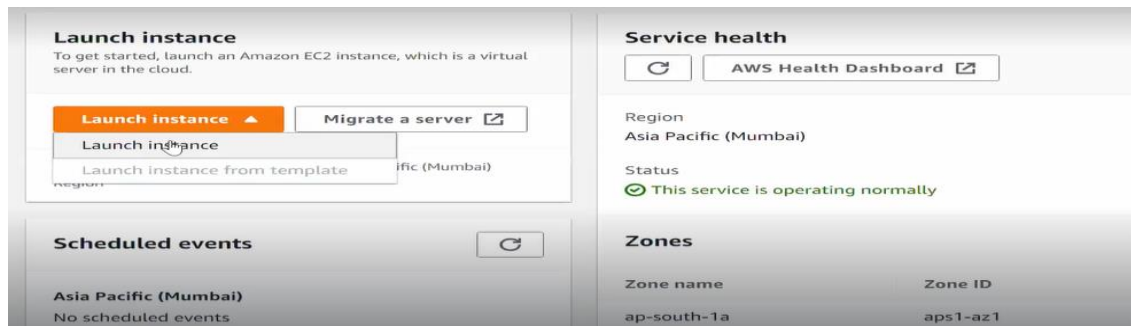 Launch instance
To get started, launch an Amazon EC2 instance, which is a virtual
server in the cloud.
Launch instance
Migrate a server
Launch instance
Launch instance from template
ific (Mumbai)
Region
Scheduled events
Asia Pacific (Mumbai)
No scheduled events
Service health
AWS Health Dashboard
Region
Asia Pacific (Mumbai)
Status
This service is operating normally
Zones
Zone name Zone ID
ap-south-1a aps1-az1